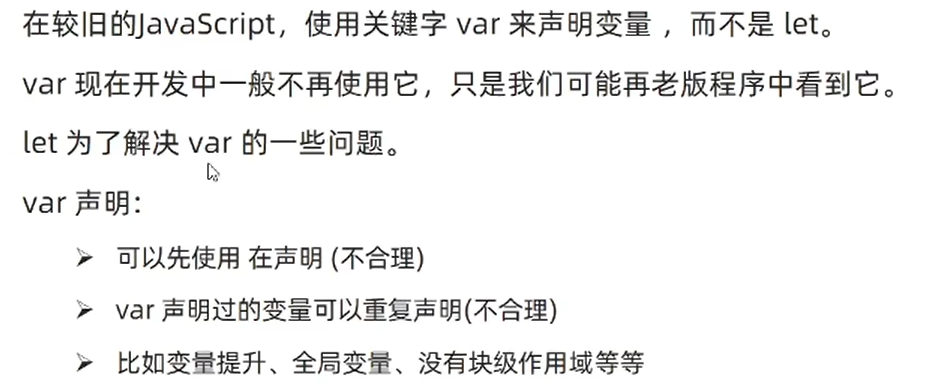 在较旧的JavaScript，使用关键字 var 来声明变量 ，而不是 let。
var 现在开发中一般不再使用它，只是我们可能再老版程序中看到它。
let 为了解决 var 的一些问题。
var 声明：
➢ 可以先使用 在声明 (不合理)
➢ var 声明过的变量可以重复声明(不合理)
➢ 比如变量提升、全局变量、没有块级作用域等等